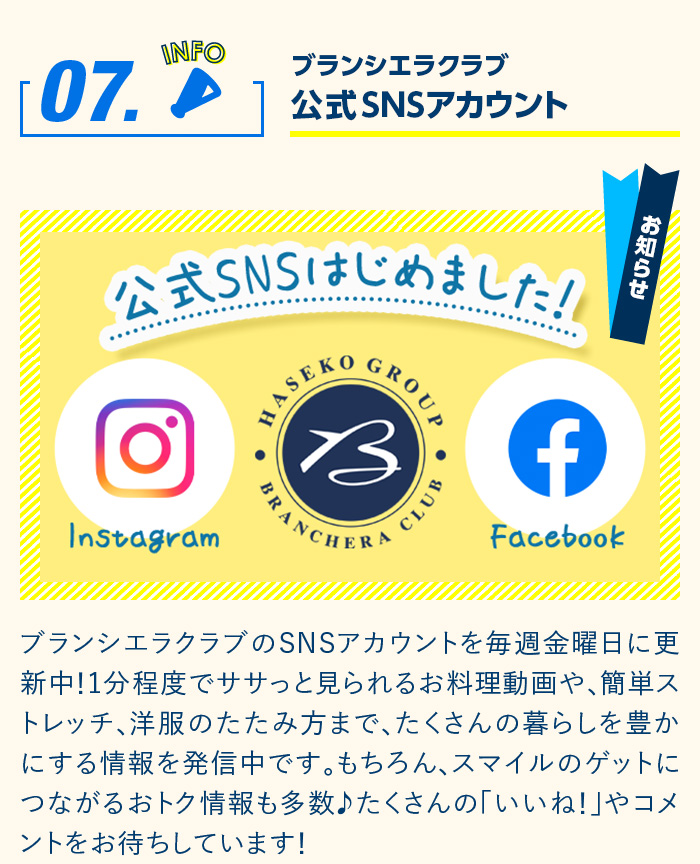 07.
INFO
ブランシエラクラブ
公式SNSアカウント
お知らせ
公式SNSはじめました!
HASEKO GROUP
B
BRANCHERA CLUB
Instagram
Facebook
ブランシエラクラブのSNSアカウントを毎週金曜日に更
新中!1分程度でササっと見られるお料理動画や、簡単ス
トレッチ、洋服のたたみ方まで、たくさんの暮らしを豊か
にする情報を発信中です。もちろん、スマイルのゲットに
つながるおトク情報も多数♪たくさんの「いいね!」やコメ
ントをお待ちしています!